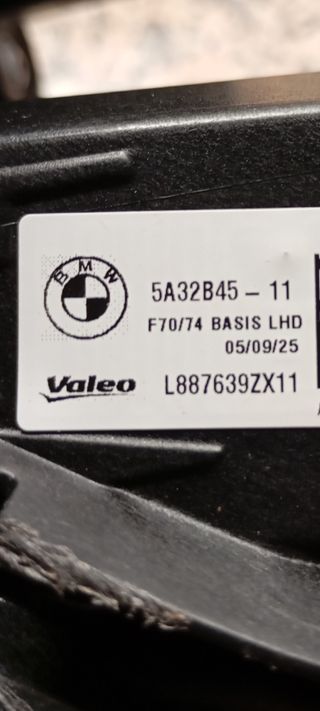 BMW
5A32B45 - 11
F70/74 BASIS LHD
05/09/25
Valeo
L887639ZX11